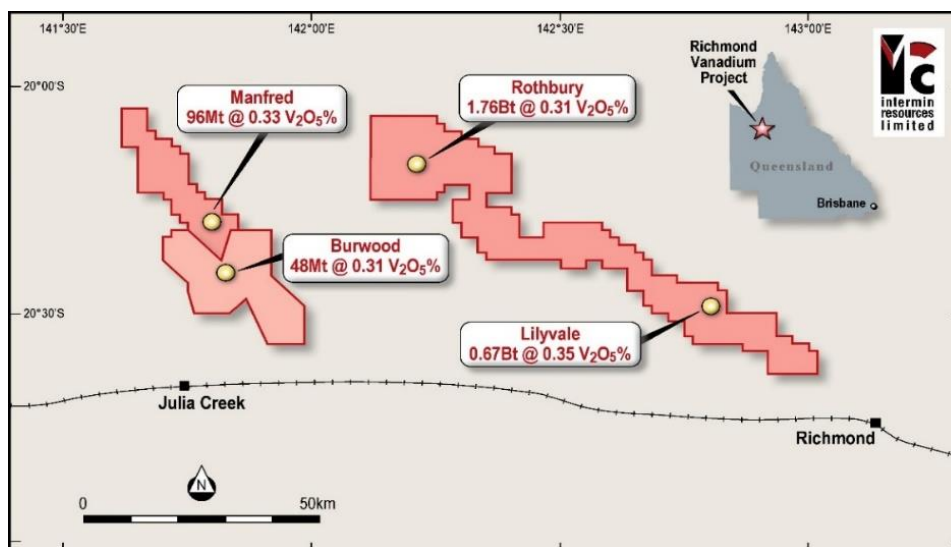 141°30'E
142°00'E
142°30'E
143°00'E
20°00'S
20°30'S
Manfred
96Mt @ 0.33 V₂O₅%
Rothbury
1.76Bt @ 0.31 V₂O₅%
Burwood
48Mt @ 0.31 V₂O₅%
Lilyvale
0.67Bt @ 0.35 V₂O₅%
Richmond
Vanadium
Project
Queensland
Brisbane
intermin
resources
limited
Julia Creek
Richmond
N
0
50km